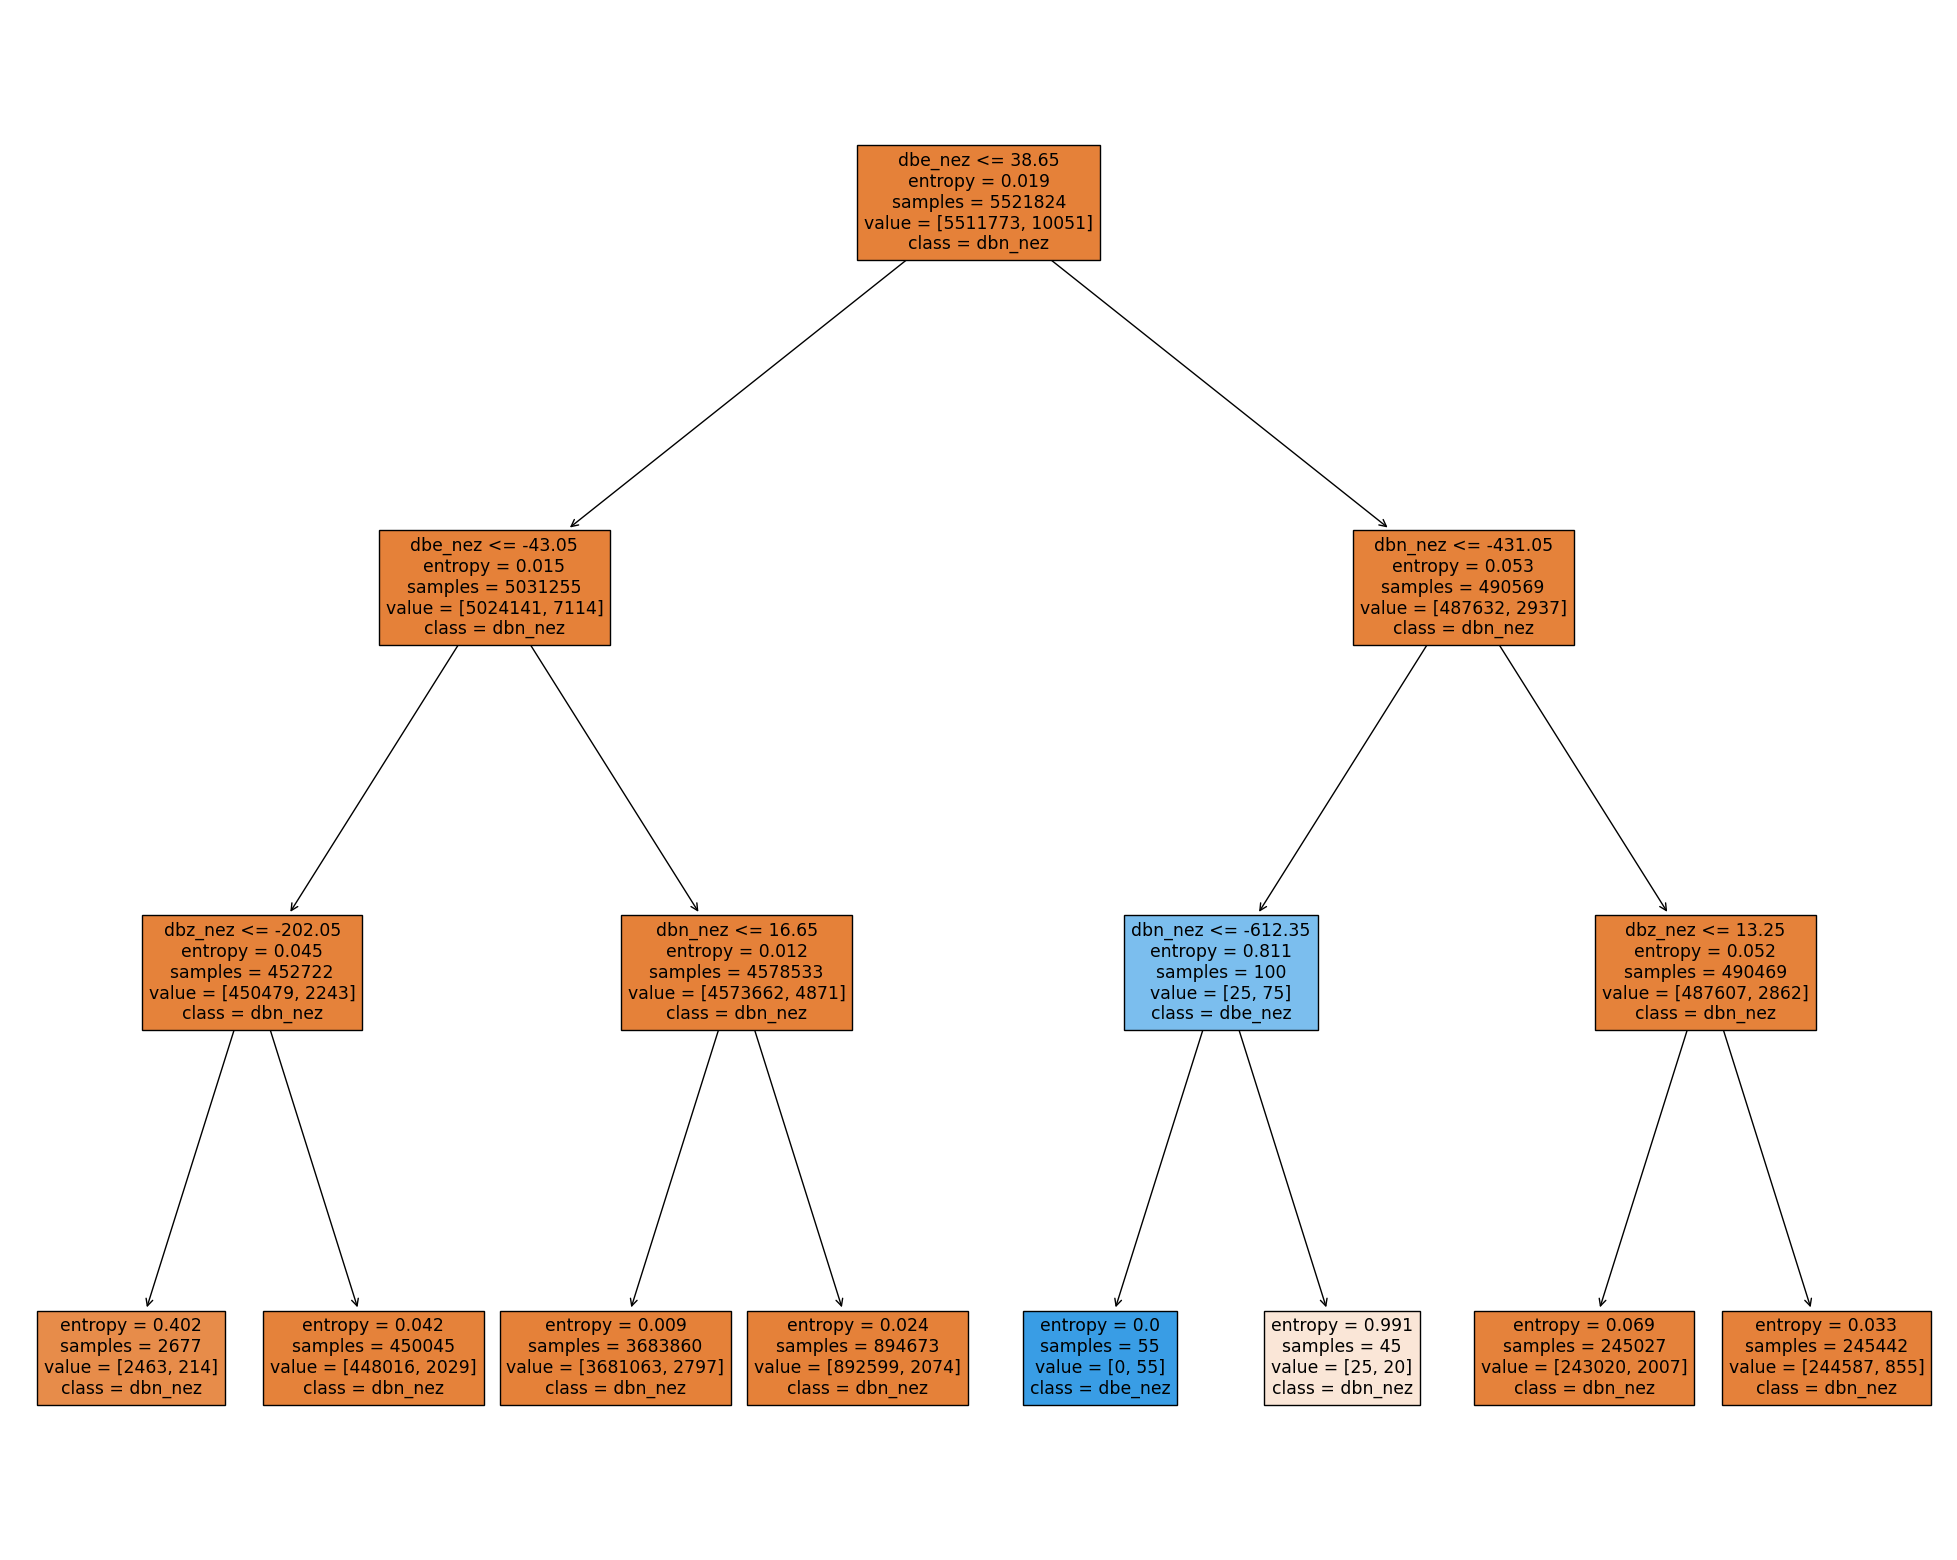 dbe_nez <= 38.65
entropy = 0.019
samples = 5521824
value = [5511773, 10051]
class = dbn_nez
dbe_nez <= -43.05
entropy = 0.015
samples = 5031255
value = [5024141, 7114]
class = dbn_nez
dbn_nez <= -431.05
entropy = 0.053
samples = 490569
value = [487632, 2937]
class = dbn_nez
dbz_nez <= -202.05
entropy = 0.045
samples = 452722
value = [450479, 2243]
class = dbn_nez
dbn_nez <= 16.65
entropy = 0.012
samples = 4578533
value = [4573662, 4871]
class = dbn_nez
dbn_nez <= -612.35
entropy = 0.811
samples = 100
value = [25, 75]
class = dbe_nez
dbz_nez <= 13.25
entropy = 0.052
samples = 490469
value = [487607, 2862]
class = dbn_nez
entropy = 0.402
samples = 2677
value = [2463, 214]
class = dbn_nez
entropy = 0.042
samples = 450045
value = [448016, 2029]
class = dbn_nez
entropy = 0.009
samples = 3683860
value = [3681063, 2797]
class = dbn_nez
entropy = 0.024
samples = 894673
value = [892599, 2074]
class = dbn_nez
entropy = 0.0
samples = 55
value = [0, 55]
class = dbe_nez
entropy = 0.991
samples = 45
value = [25, 20]
class = dbn_nez
entropy = 0.069
samples = 245027
value = [243020, 2007]
class = dbn_nez
entropy = 0.033
samples = 245442
value = [244587, 855]
class = dbn_nez